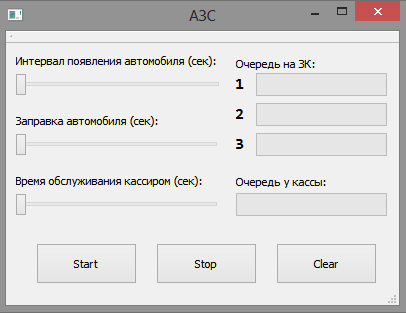 АЗС
Интервал появления автомобиля (сек):
Заправка автомобиля (сек):
Время обслуживания кассиром (сек):
Очередь на ЗК:
1
2
3
Очередь у кассы:
Start Stop Clear